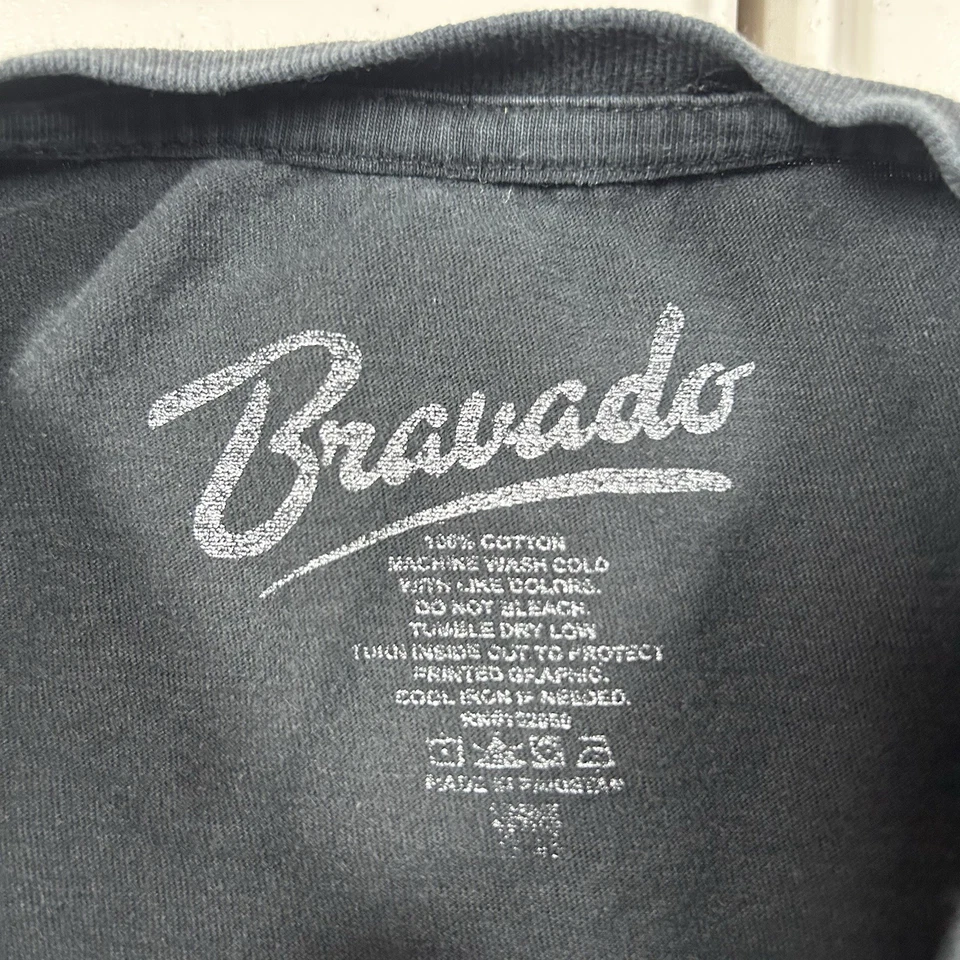 Bravado
100% COTTON
MACHINE WASH COLD
WITH LIKE COLORS.
DO NOT BLEACH.
TUMBLE DRY LOW
TURN INSIDE OUT TO PROTECT
PRINTED GRAPHIC.
COOL IRON IF NEEDED.
MADE IN PAKISTAN